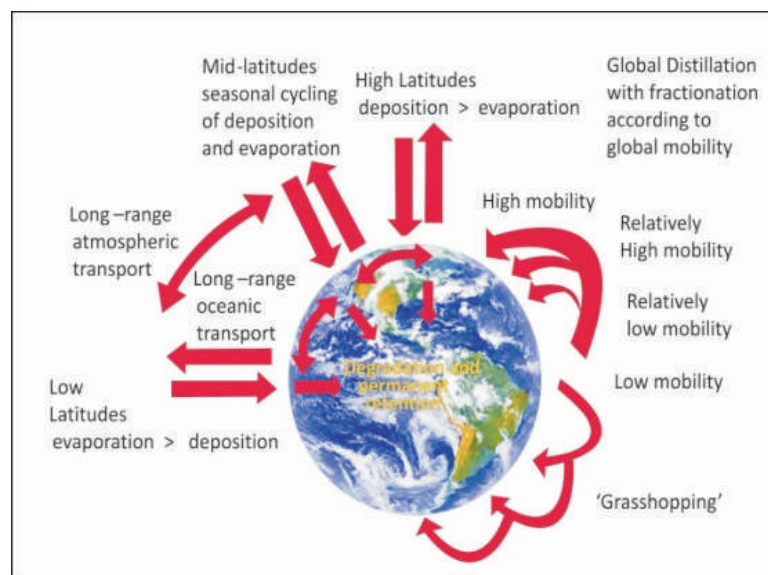 Mid-latitudes
seasonal cycling
of deposition
and evaporation
High Latitudes
deposition > evaporation
Global Distillation
with fractionation
according to
global mobility
High mobility
Relatively
High mobility
Relatively
low mobility
Low mobility
Long –range
atmospheric
transport
Long –range
oceanic
transport
Low
Latitudes
evaporation > deposition
Degradation and
permanent
retention
‘Grasshopping’